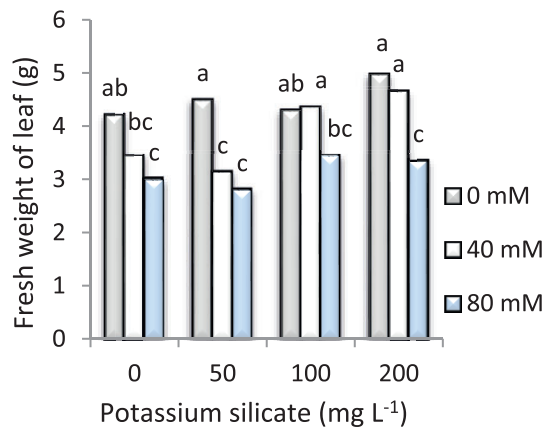 6
5
4
3
2
1
0
Fresh weight of leaf (g)
ab
bc
c
a
c
c
ab
a
bc
a
a
c
0 mM
40 mM
80 mM
0 50 100 200
Potassium silicate (mg L⁻¹)